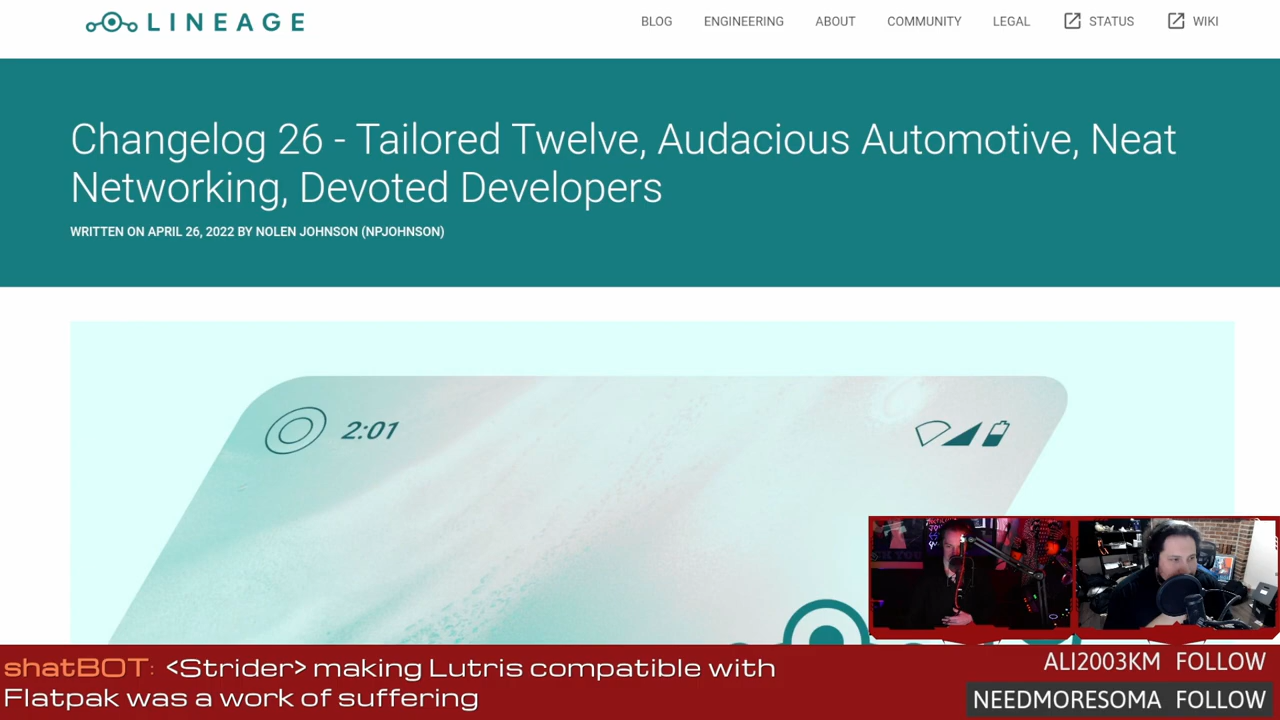 LINEAGE
BLOG
ENGINEERING
ABOUT
COMMUNITY
LEGAL
STATUS
WIKI
Changelog 26 - Tailored Twelve, Audacious Automotive, Neat
Networking, Devoted Developers
WRITTEN ON APRIL 26, 2022 BY NOLEN JOHNSON (NPJOHNSON)
2:01
shatBOT: <Strider> making Lutris compatible with
Flatpak was a work of suffering
ALI2003KM FOLLOW
NEEDMORESOMA FOLLOW